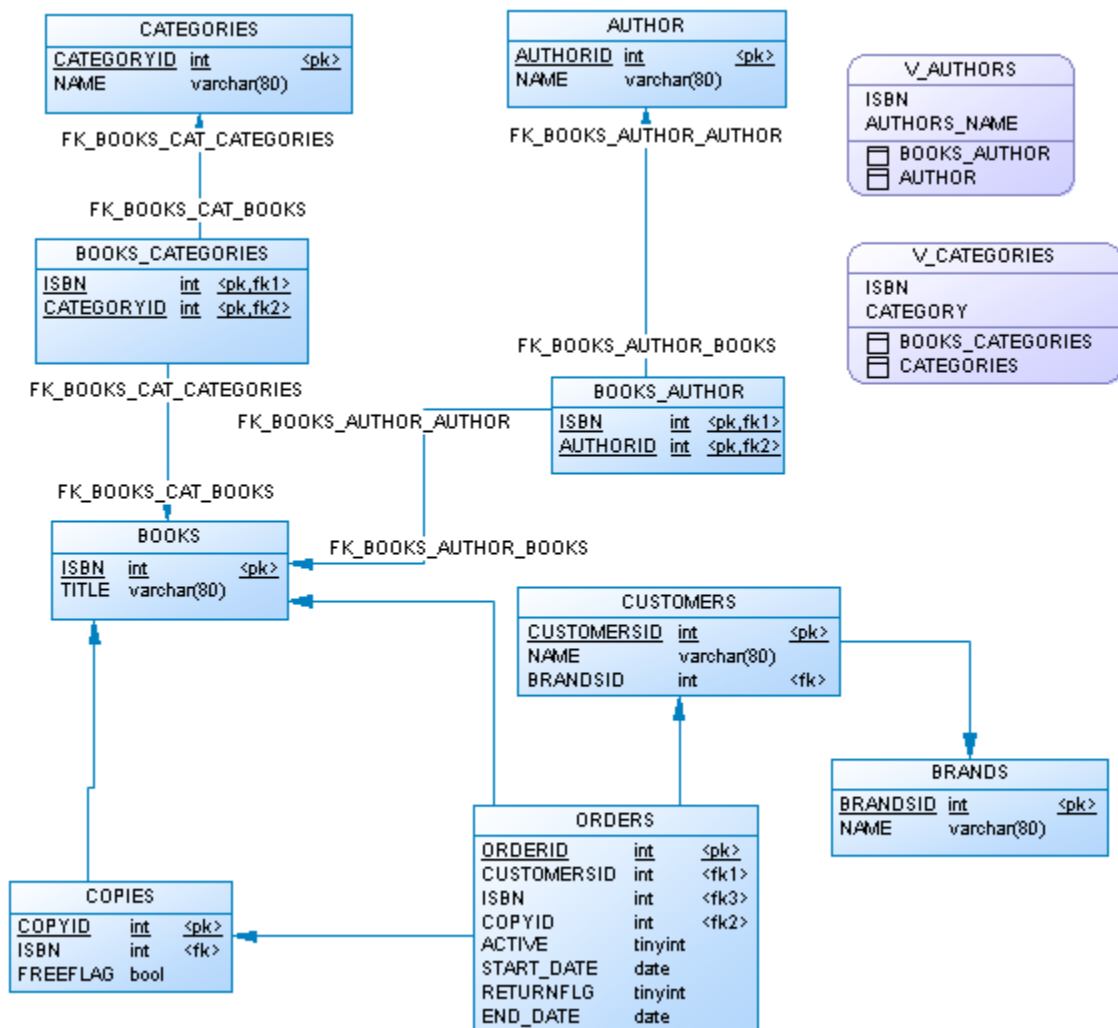 CATEGORIES
CATEGORYID int <pk>
NAME varchar(80)
AUTHOR
AUTHORID int <pk>
NAME varchar(80)
V_AUTHORS
ISBN
AUTHORS_NAME
BOOKS_AUTHOR
AUTHOR
FK_BOOKS_CAT_CATEGORIES
FK_BOOKS_AUTHOR_AUTHOR
FK_BOOKS_CAT_BOOKS
BOOKS_CATEGORIES
ISBN int <pk,fk1>
CATEGORYID int <pk,fk2>
V_CATEGORIES
ISBN
CATEGORY
BOOKS_CATEGORIES
CATEGORIES
FK_BOOKS_AUTHOR_BOOKS
FK_BOOKS_CAT_CATEGORIES
BOOKS_AUTHOR
ISBN int <pk,fk1>
AUTHORID int <pk,fk2>
FK_BOOKS_AUTHOR_AUTHOR
FK_BOOKS_CAT_BOOKS
BOOKS
ISBN int <pk>
TITLE varchar(80)
FK_BOOKS_AUTHOR_BOOKS
CUSTOMERS
CUSTOMERSID int <pk>
NAME varchar(80)
BRANDSID int <fk>
BRANDS
BRANDSID int <pk>
NAME varchar(80)
ORDERS
ORDERID int <pk>
CUSTOMERSID int <fk1>
ISBN int <fk3>
COPYID int <fk2>
ACTIVE tinyint
START_DATE date
RETURNFLG tinyint
END_DATE date
COPIES
COPYID int <pk>
ISBN int <fk>
FREEFLAG bool